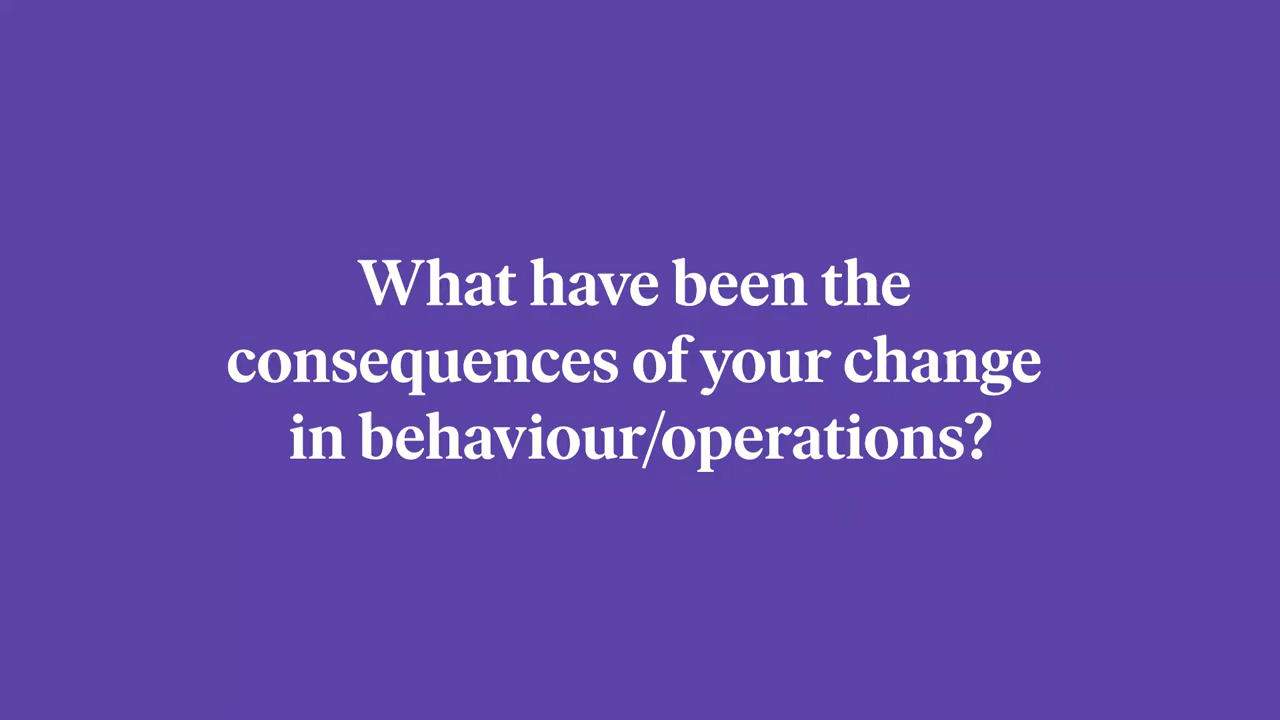 What have been the
consequences of your change
in behaviour/operations?